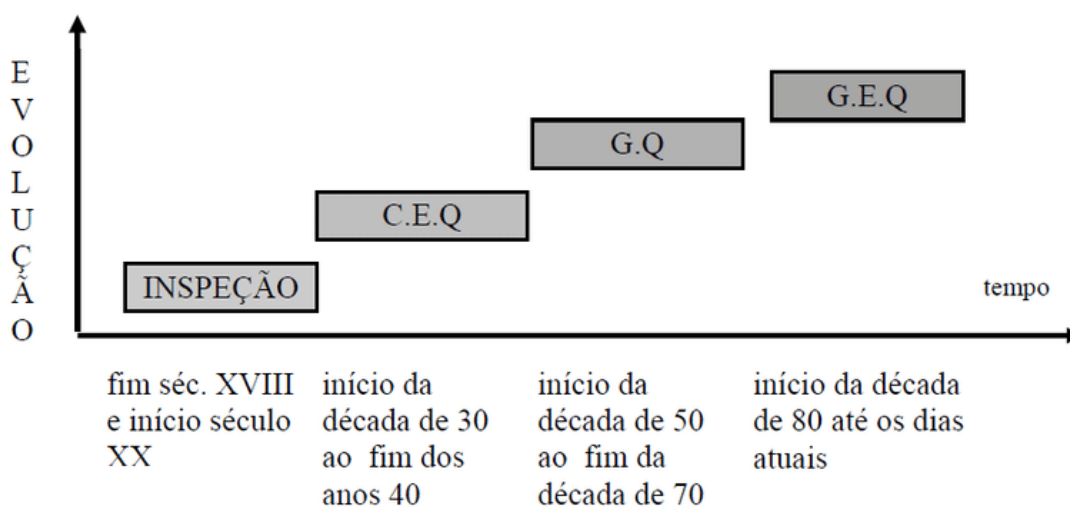 EVOLUÇÃO
G.E.Q
G.Q
C.E.Q
INSPEÇÃO
tempo
fim séc. XVIII
e início século
XX
início da
década de 30
ao fim dos
anos 40
início da
década de 50
ao fim da
década de 70
início da década
de 80 até os dias
atuais